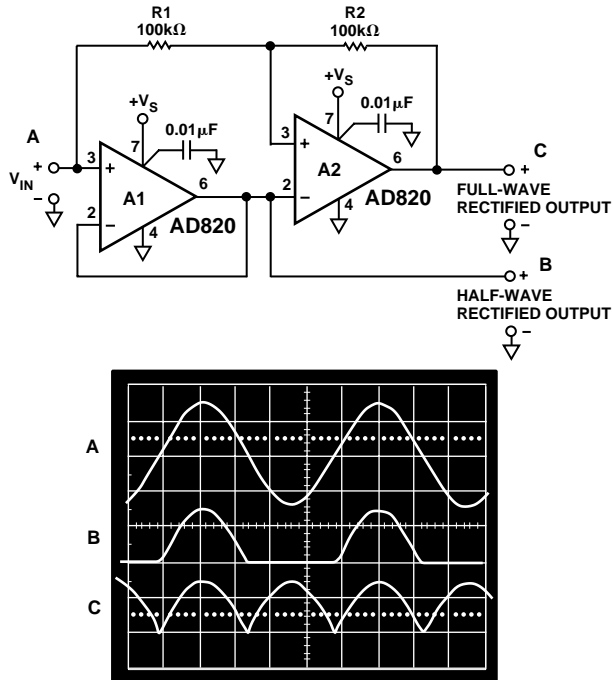 R1
100kΩ
R2
100kΩ
+VS
+VS
0.01µF
0.01µF
A
C
7
7
+
3
+
3
+
A2
6
+
VIN
A1
6
2
–
FULL-WAVE
RECTIFIED OUTPUT
–
2
–
AD820
AD820
4
4
–
B
+
HALF-WAVE
RECTIFIED OUTPUT
–
A
B
C